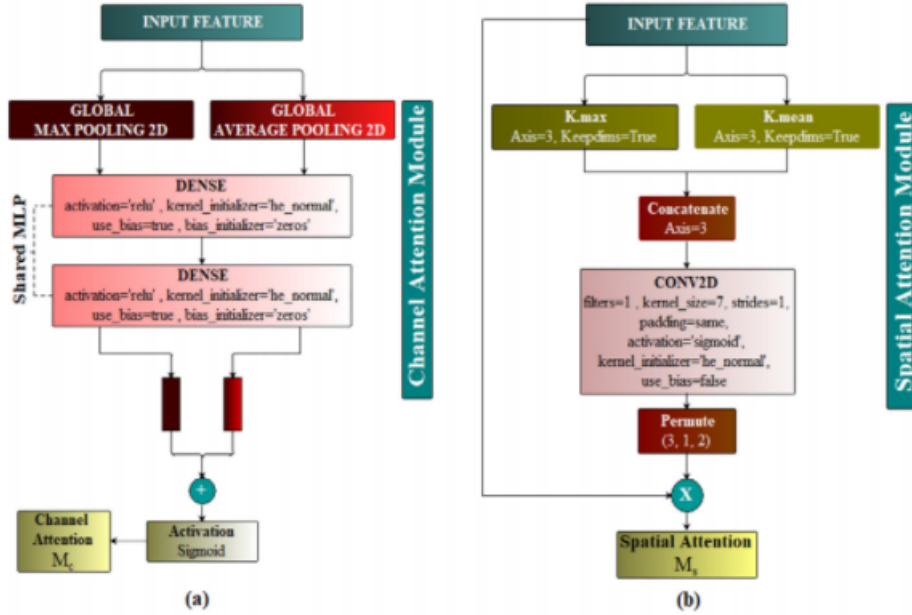 INPUT FEATURE
GLOBAL
MAX POOLING 2D
GLOBAL
AVERAGE POOLING 2D
DENSE
activation='relu' , kernel_initializer='he_normal',
use_bias=true , bias_initializer='zeros'
Shared MLP
DENSE
activation='relu' , kernel_initializer='he_normal',
use_bias=true , bias_initializer='zeros'
+
Activation
Sigmoid
Channel
Attention
Mc
Channel Attention Module
(a)
INPUT FEATURE
K.max
Axis=3, Keepdims=True
K.mean
Axis=3, Keepdims=True
Concatenate
Axis=3
CONV2D
filters=1 , kernel_size=7, strides=1,
padding=same,
activation='sigmoid',
kernel_initializer='he_normal',
use_bias=false
Permute
(3, 1, 2)
X
Spatial Attention
Ms
Spatial Attention Module
(b)